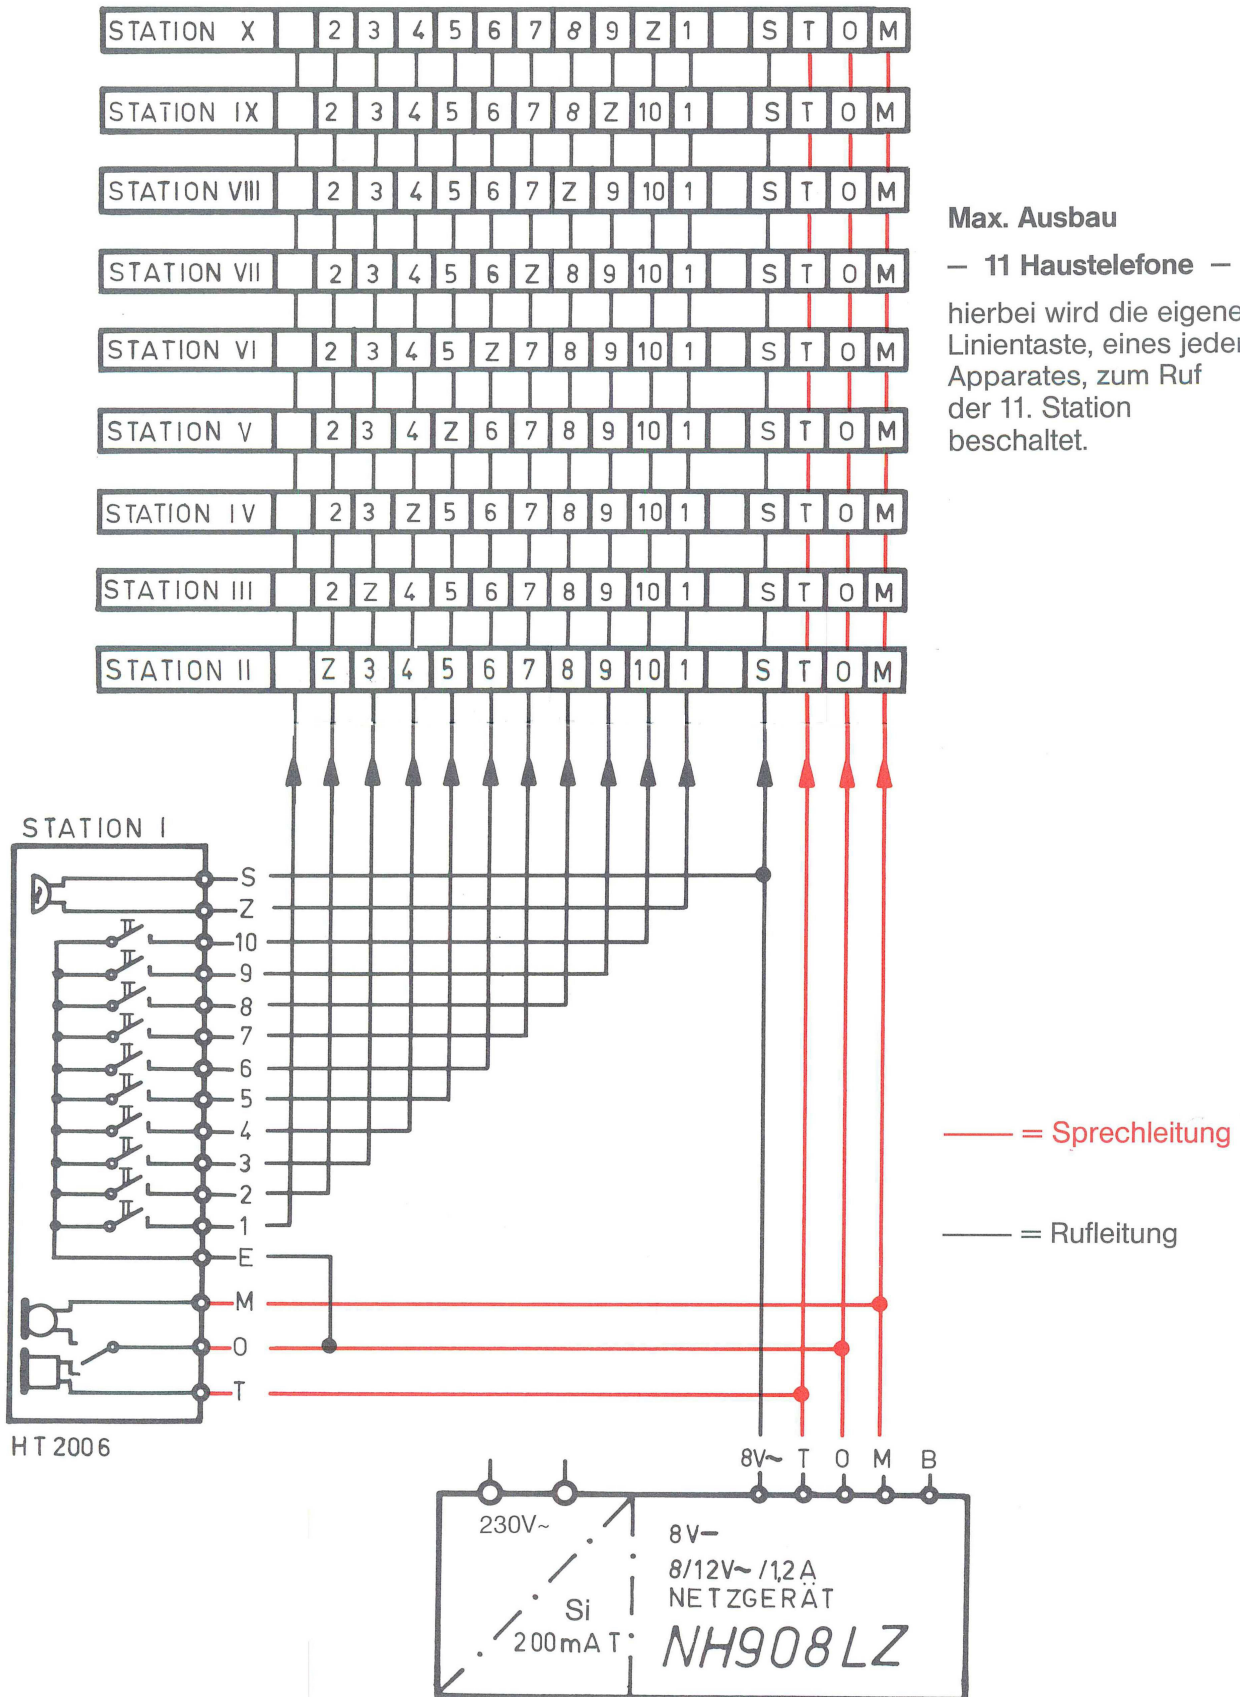 STATION X 2 3 4 5 6 7 8 9 Z 1 S T O M
STATION IX 2 3 4 5 6 7 8 Z 10 1 S T O M
STATION VIII 2 3 4 5 6 7 Z 9 10 1 S T O M
STATION VII 2 3 4 5 6 Z 8 9 10 1 S T O M
STATION VI 2 3 4 5 Z 7 8 9 10 1 S T O M
STATION V 2 3 4 Z 6 7 8 9 10 1 S T O M
STATION IV 2 3 Z 5 6 7 8 9 10 1 S T O M
STATION III 2 Z 4 5 6 7 8 9 10 1 S T O M
STATION II Z 3 4 5 6 7 8 9 10 1 S T O M
Max. Ausbau
– 11 Haustelefone –
hierbei wird die eigene
Linientaste, eines jeden
Apparates, zum Ruf
der 11. Station
beschaltet.
STATION I
S
Z
10
9
8
7
6
5
4
3
2
1
E
M
O
T
HT2006
= Sprechleitung
= Rufleitung
8V~ T O M B
230V~
Si
200mA T
8V–
8/12V~/1,2A
NETZGERÄT
NH908LZ